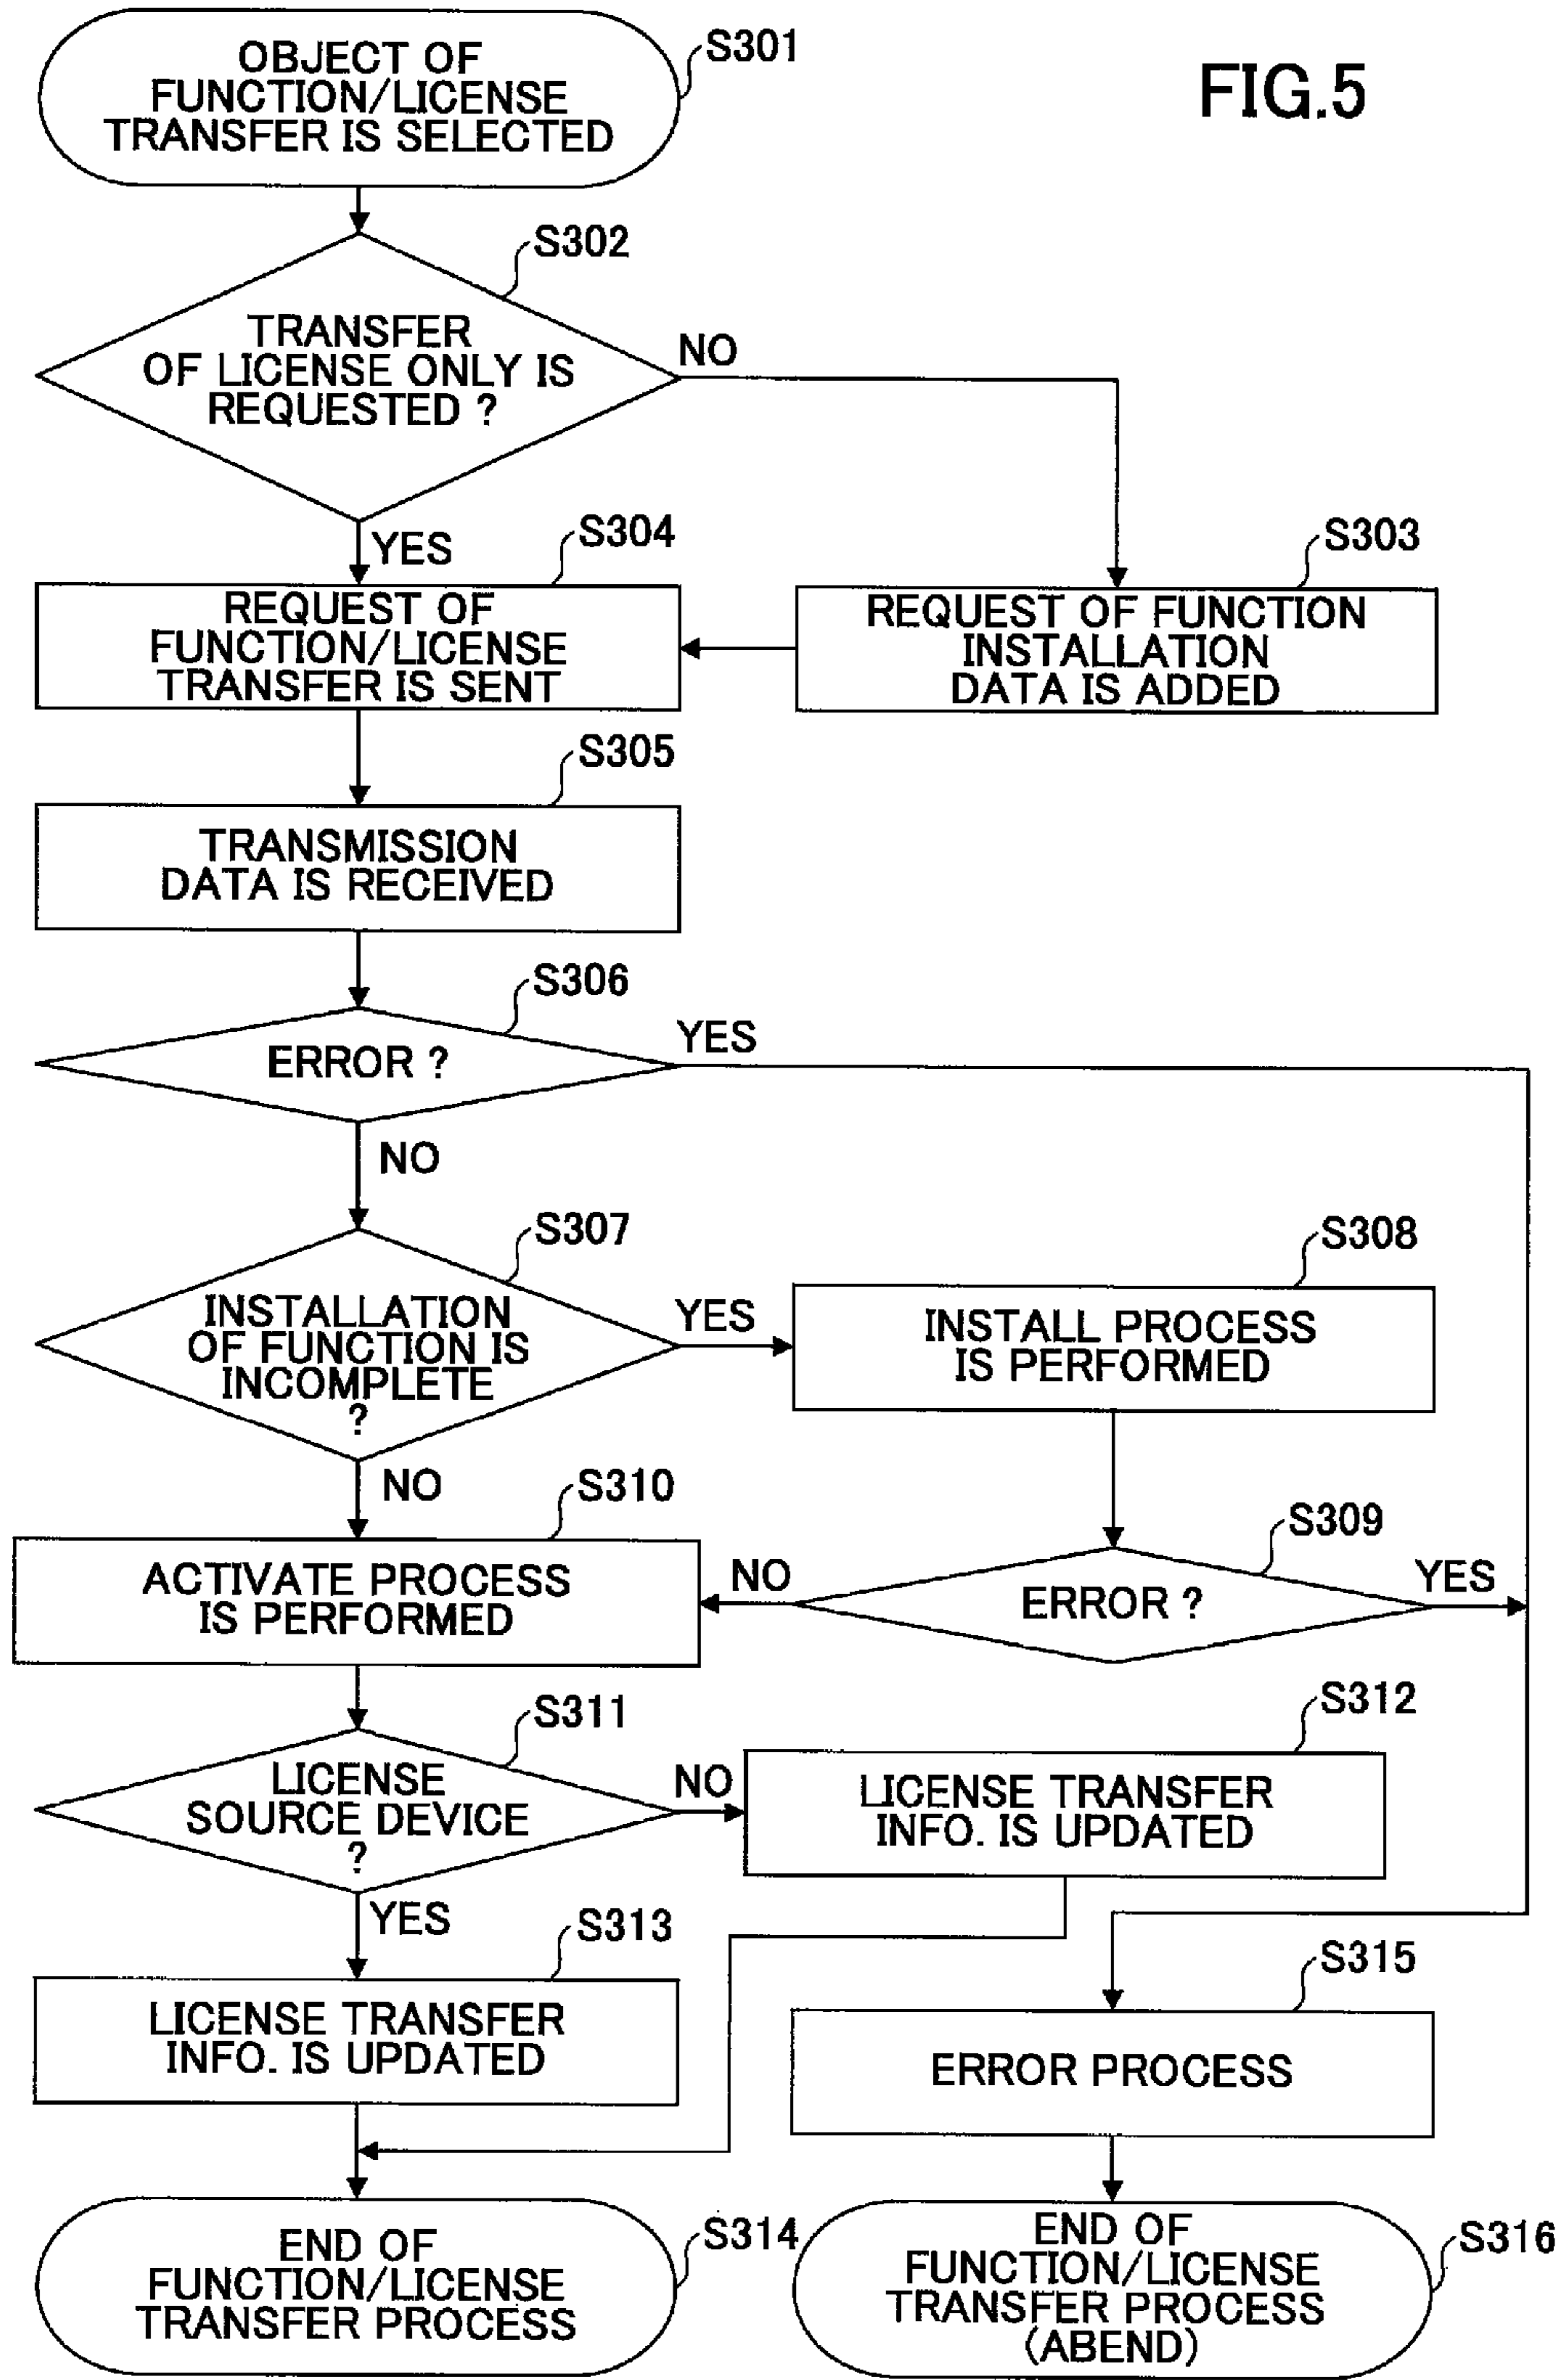 FIG.5
S301
OBJECT OF
FUNCTION/LICENSE
TRANSFER IS SELECTED
S302
TRANSFER
OF LICENSE ONLY IS
REQUESTED ?
NO
YES
S303
REQUEST OF FUNCTION
INSTALLATION
DATA IS ADDED
S304
REQUEST OF
FUNCTION/LICENSE
TRANSFER IS SENT
S305
TRANSMISSION
DATA IS RECEIVED
S306
ERROR ?
YES
NO
S307
INSTALLATION
OF FUNCTION IS
INCOMPLETE
?
YES
NO
S308
INSTALL PROCESS
IS PERFORMED
S309
ERROR ?
NO
YES
S310
ACTIVATE PROCESS
IS PERFORMED
S311
LICENSE
SOURCE DEVICE
?
NO
YES
S312
LICENSE TRANSFER
INFO. IS UPDATED
S313
LICENSE TRANSFER
INFO. IS UPDATED
S315
ERROR PROCESS
S314
END OF
FUNCTION/LICENSE
TRANSFER PROCESS
S316
END OF
FUNCTION/LICENSE
TRANSFER PROCESS
(ABEND)